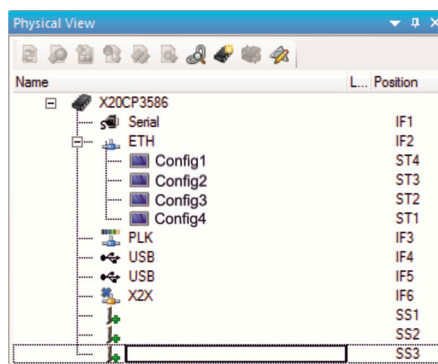 Physical View
Name L... Position
X20CP3586
Serial IF1
ETH IF2
Config1 ST4
Config2 ST3
Config3 ST2
Config4 ST1
PLK IF3
USB IF4
USB IF5
X2X IF6
SS1
SS2
SS3